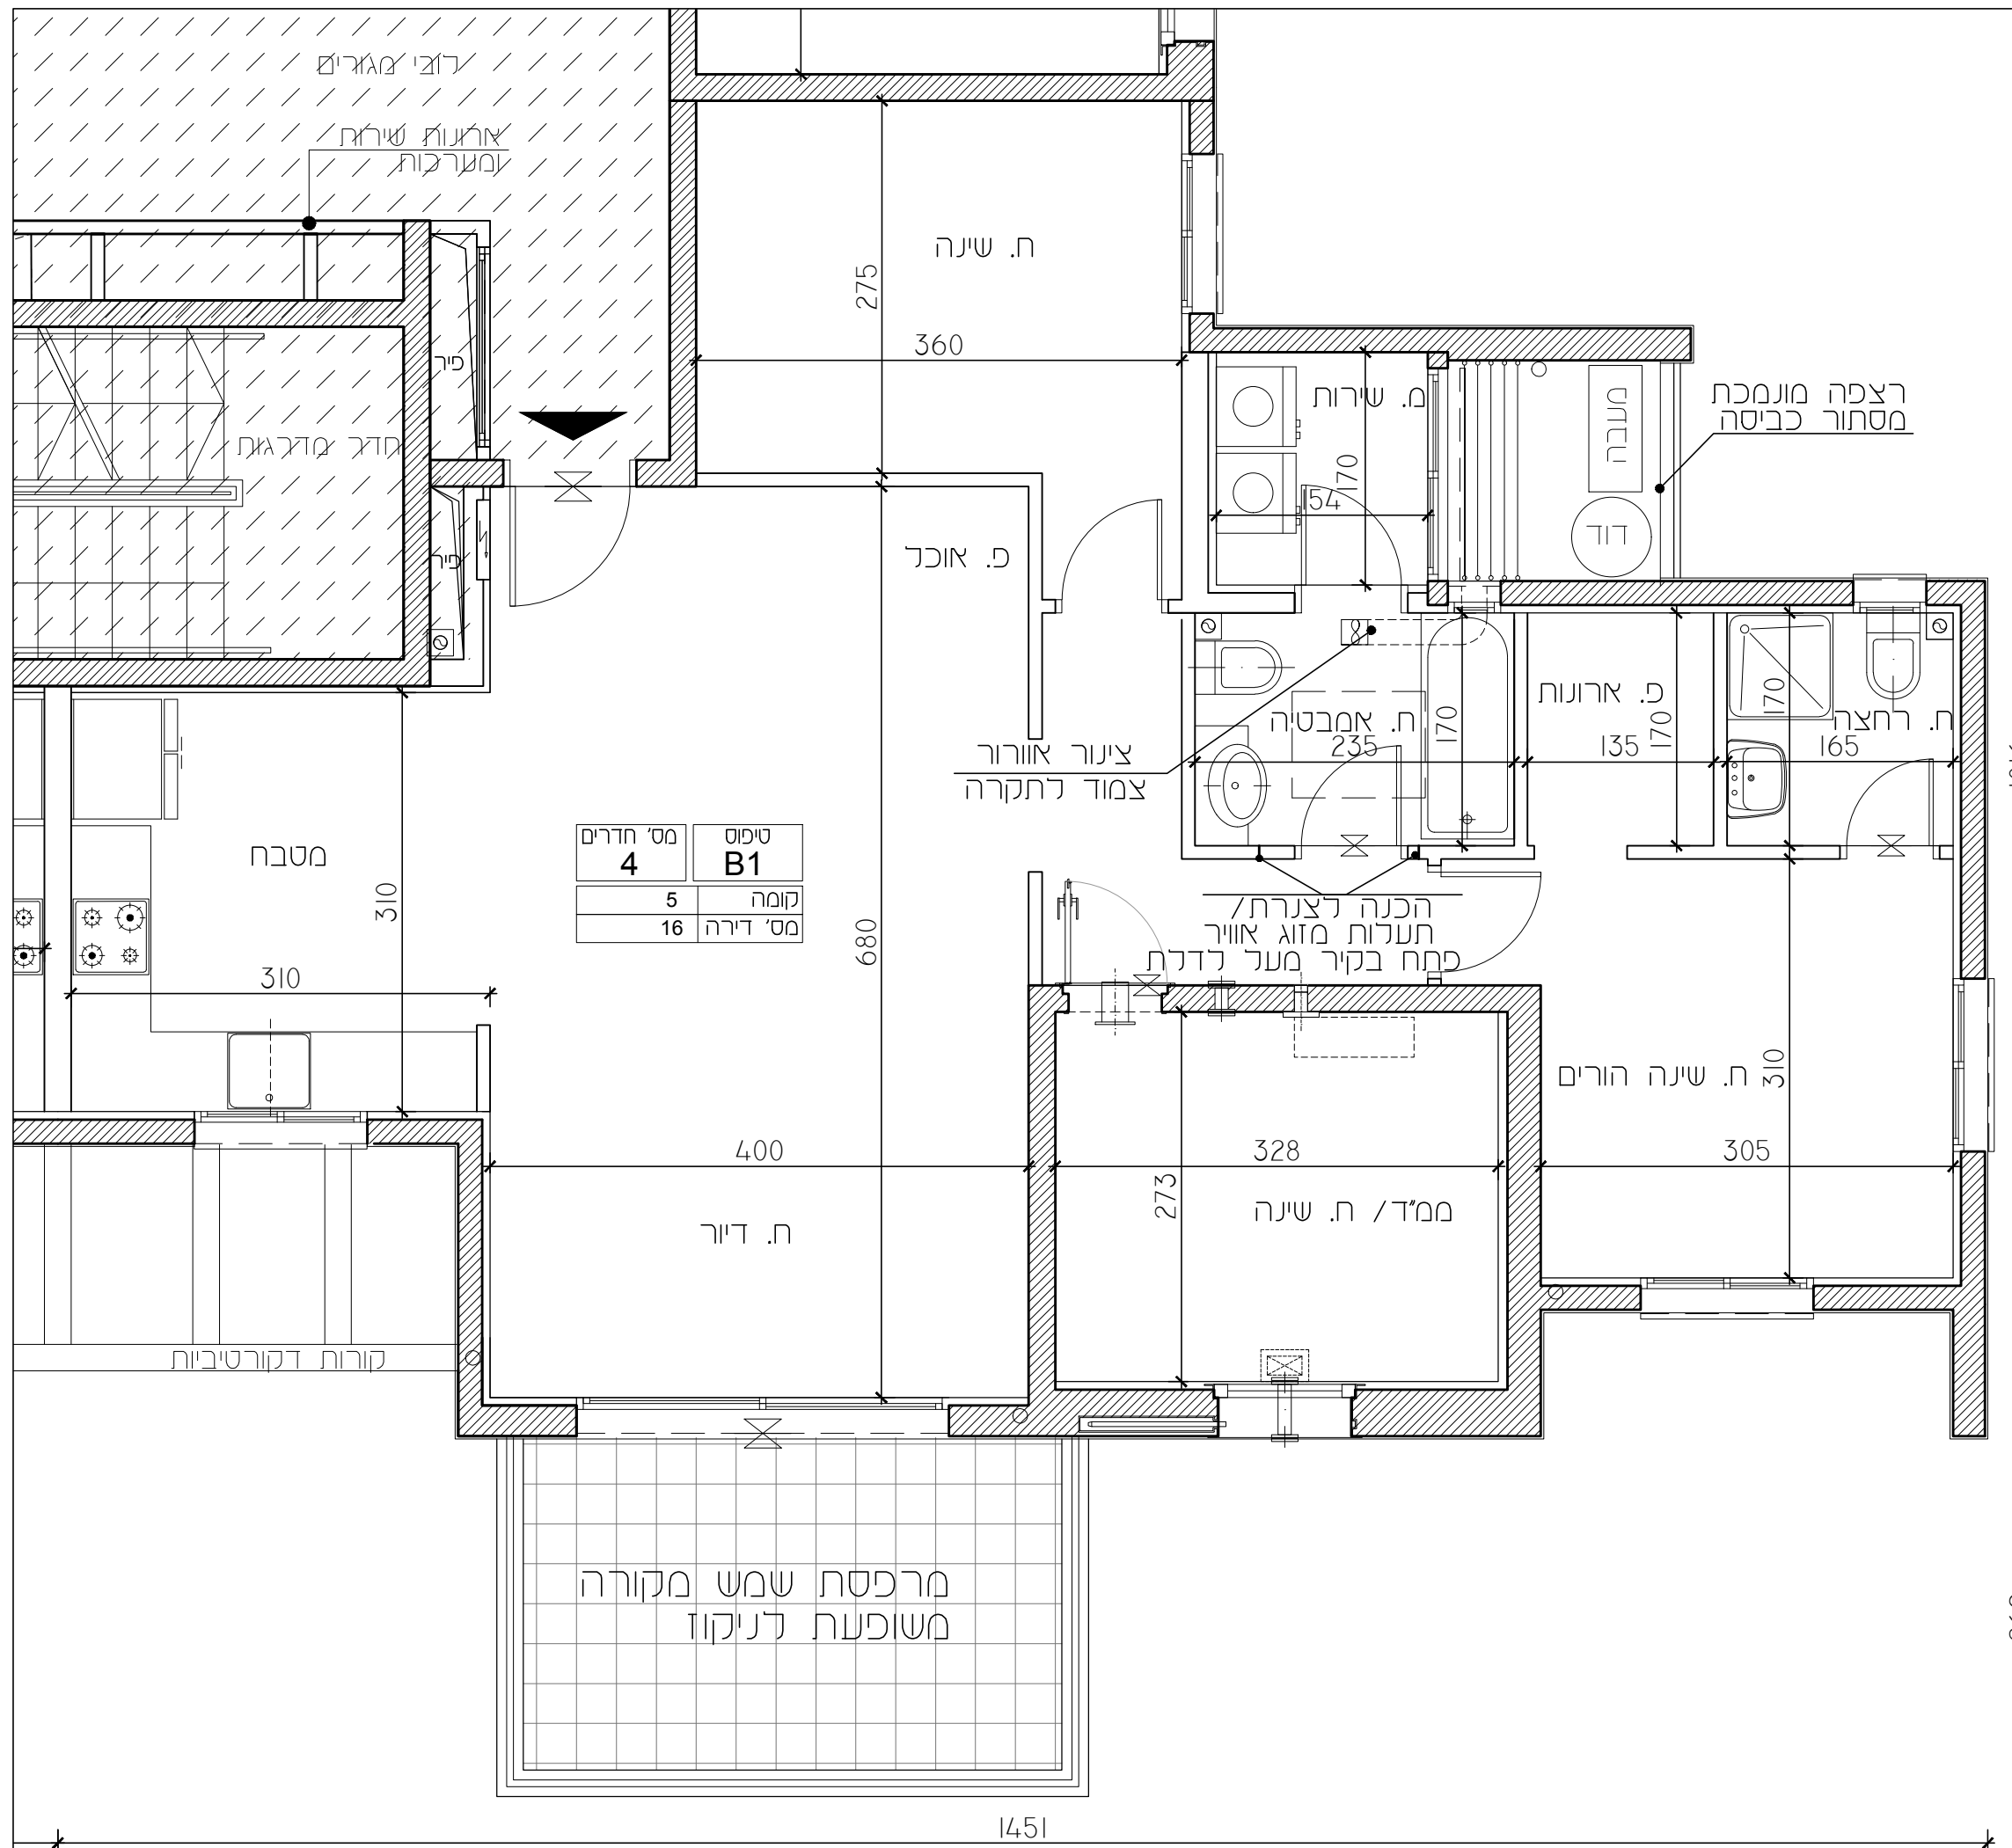 לובי מגורים
ארונות שירות
ומערכות
ח. שינה
275
360
פיר
חדר מדרגות
מ. שירות
170
154
מעבה
דוד
רצפה מונמכת
מסתור כביסה
פ. אוכל
פיר
ח. אמבטיה
235
170
פ. ארונות
135
170
ח. רחצה
165
170
צינור אוורור
צמוד לתקרה
מטבח
310
310
טיפוס
B1
מס' חדרים
4
קומה 5
מס' דירה 16
680
הכנה לצנרת/
תעלות מזוג אוויר
פתח בקיר מעל לדלת
ח. שינה הורים
310
305
400
328
273
ממ"ד/ ח. שינה
ח. דיור
קורות דקורטיביות
מרפסת שמש מקורה
משופעת לניקוז
1451